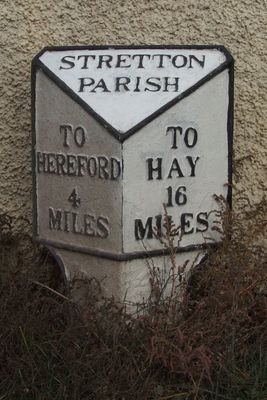 STRETTON
PARISH
TO
HEREFORD
4
MILES
TO
HAY
16
MILES